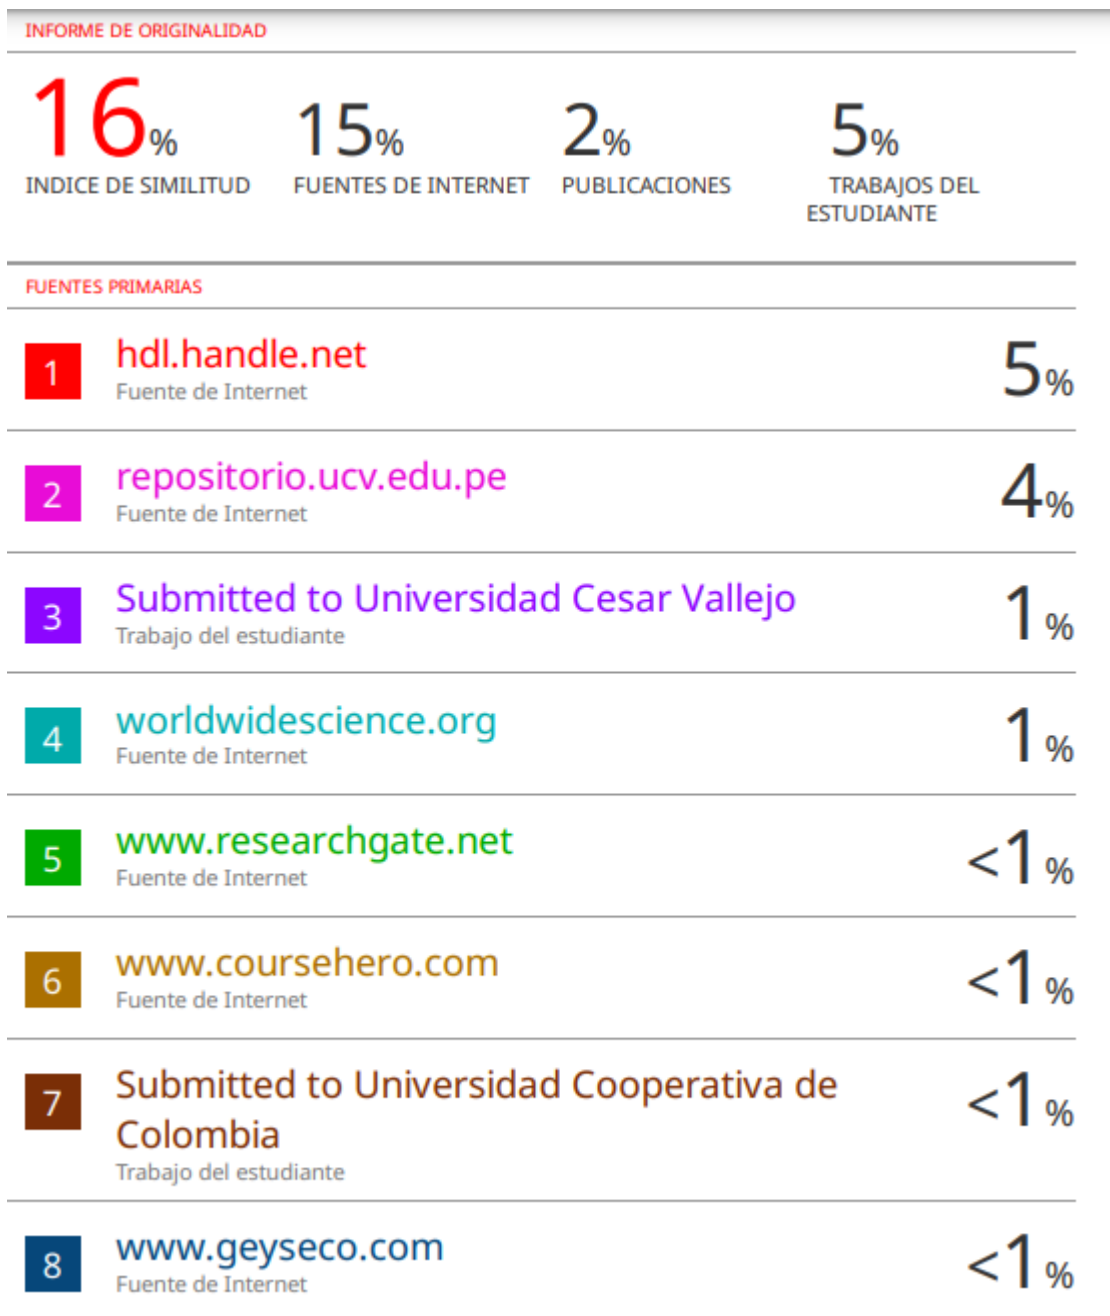 INFORME DE ORIGINALIDAD
16% 15% 2% 5%
INDICE DE SIMILITUD FUENTES DE INTERNET PUBLICACIONES TRABAJOS DEL
ESTUDIANTE
FUENTES PRIMARIAS
1 hdl.handle.net 5%
Fuente de Internet
2 repositorio.ucv.edu.pe 4%
Fuente de Internet
3 Submitted to Universidad Cesar Vallejo 1%
Trabajo del estudiante
4 worldwidescience.org 1%
Fuente de Internet
5 www.researchgate.net <1%
Fuente de Internet
6 www.coursehero.com <1%
Fuente de Internet
7 Submitted to Universidad Cooperativa de <1%
Colombia
Trabajo del estudiante
8 www.geyseco.com <1%
Fuente de Internet